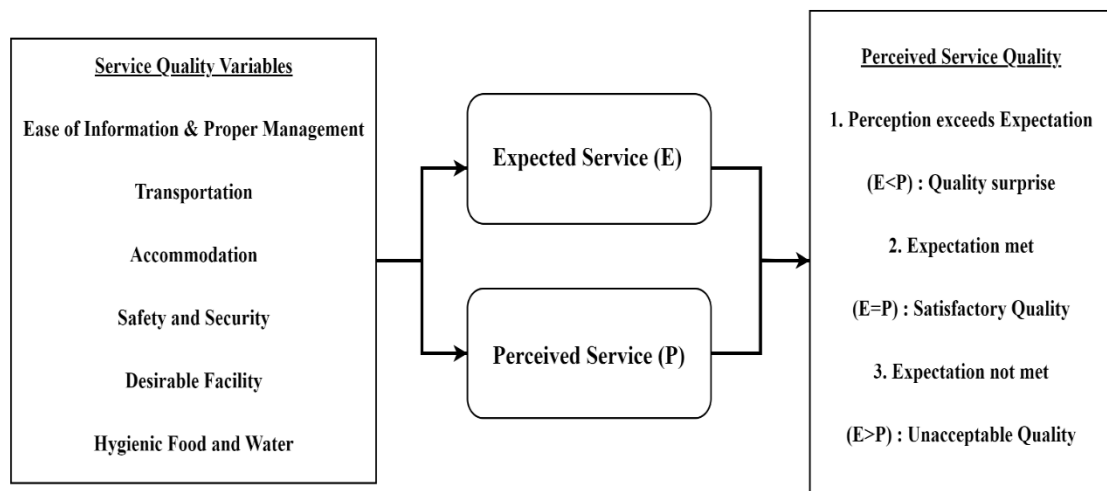 Service Quality Variables
Ease of Information & Proper Management
Transportation
Accommodation
Safety and Security
Desirable Facility
Hygienic Food and Water
Expected Service (E)
Perceived Service (P)
Perceived Service Quality
1. Perception exceeds Expectation
(E<P) : Quality surprise
2. Expectation met
(E=P) : Satisfactory Quality
3. Expectation not met
(E>P) : Unacceptable Quality